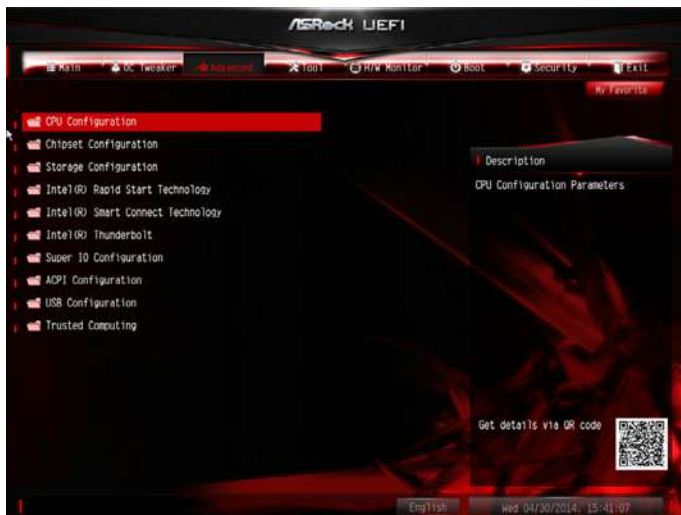 ASRock UEFI
Main OC Tweaker Advanced Tool H/W Monitor Boot Security Exit
My Favorite
CPU Configuration
Chipset Configuration
Storage Configuration
Intel(R) Rapid Start Technology
Intel(R) Smart Connect Technology
Intel(R) Thunderbolt
Super IO Configuration
ACPI Configuration
USB Configuration
Trusted Computing
Description
CPU Configuration Parameters
Get details via QR code
English
Wed 04/30/2014, 15:41:07